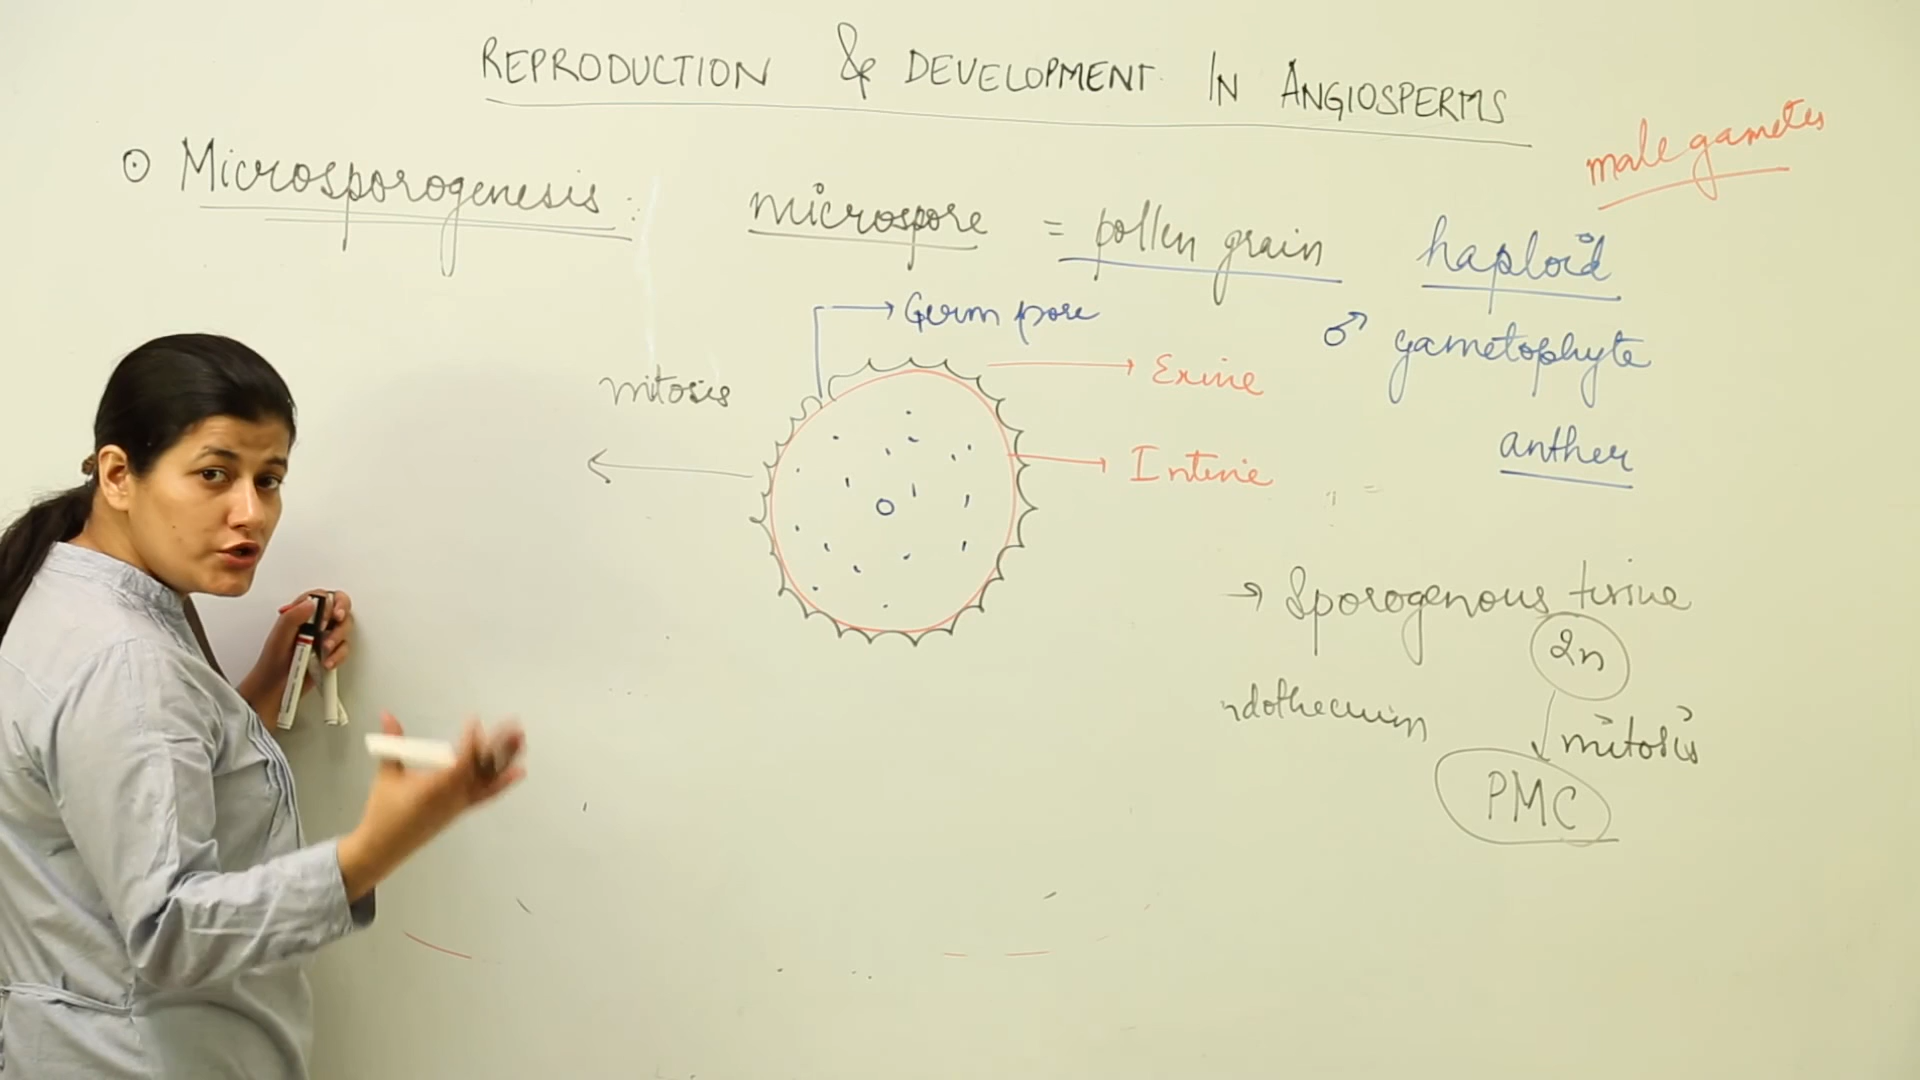 REPRODUCTION & DEVELOPMENT IN ANGIOSPERMS
male gametes
⊙ Microsporogenesis :
microspore = pollen grain
haploid
♂ gametophyte
anther
→ Germ pore
→ Exine
→ Intine
mitosis
←
→ Sporogenous tissue
2n
ndothecium
mitosis
PMC